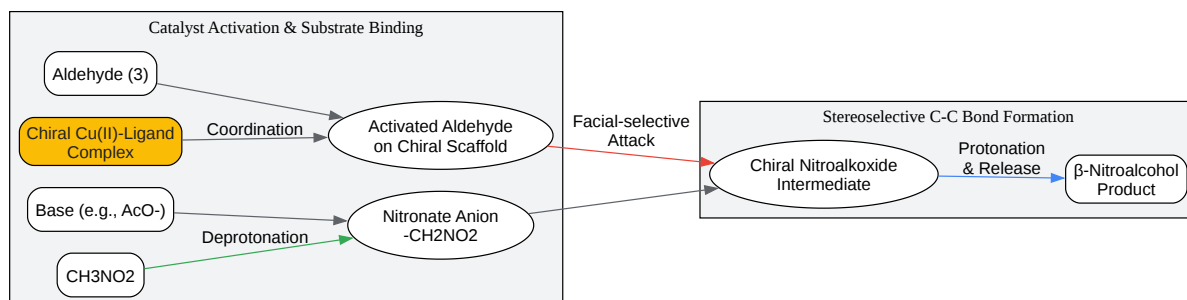 Catalyst Activation & Substrate Binding
Aldehyde (3)
Chiral Cu(II)-Ligand
Complex
Coordination
Activated Aldehyde
on Chiral Scaffold
Base (e.g., AcO-)
Deprotonation
CH3NO2
Nitronate Anion
-CH2NO2
Facial-selective
Attack
Stereoselective C-C Bond Formation
Chiral Nitroalkoxide
Intermediate
Protonation
& Release
β-Nitroalcohol
Product